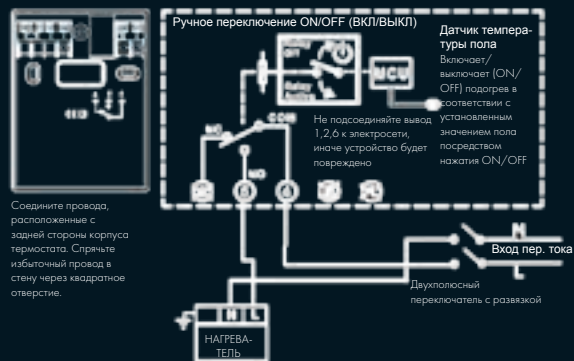 Ручное переключение ON/OFF (ВКЛ/ВЫКЛ)
Датчик темпера-
туры пола
Включает/
выключает (ON/
OFF) подогрев в
соответствии с
установленным
значением пола
посредством
нажатия ON/OFF
MCU
Не подсоединяйте вывод
1,2,6 к электросети,
иначе устройство будет
повреждено
NC
COM
NO
Соедините провода,
расположенные с
задней стороны корпуса
термостата. Спрячьте
избыточный провод в
стену через квадратное
отверстие.
N
Вход пер. тока
L
Двухполюсный
переключатель с развязкой
N L
НАГРЕВА-
ТЕЛЬ